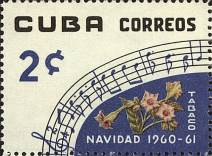 CUBA CORREOS
2¢
TABACO
NAVIDAD 1960-61